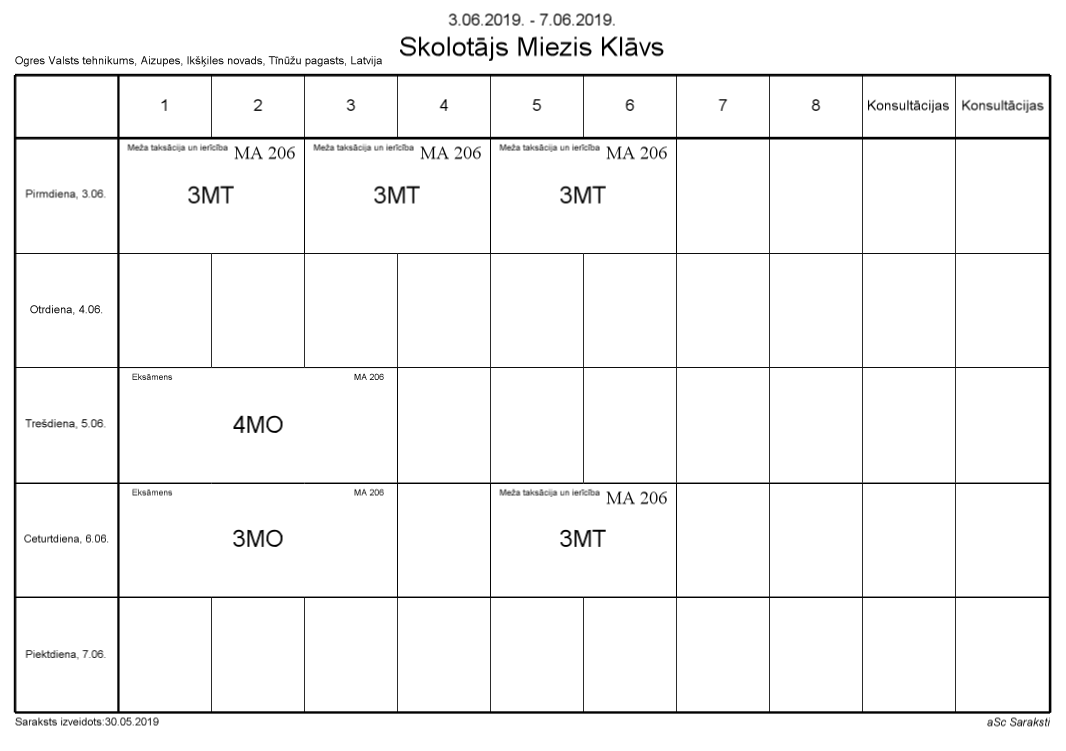 3.06.2019. - 7.06.2019.
Skolotājs Miezis Klāvs
Ogres Valsts tehnikums, Aizupes, Ikšķiles novads, Tīnūžu pagasts, Latvija
1 2 3 4 5 6 7 8 Konsultācijas Konsultācijas
Meža taksācija un ierīcība MA 206 Meža taksācija un ierīcība MA 206 Meža taksācija un ierīcība MA 206
Pirmdiena, 3.06. 3MT 3MT 3MT
Otrdiena, 4.06.
Eksāmens MA 206
Trešdiena, 5.06. 4MO
Eksāmens MA 206 Meža taksācija un ierīcība MA 206
Ceturtdiena, 6.06. 3MO 3MT
Piektdiena, 7.06.
Saraksts izveidots:30.05.2019 aSc Saraksti